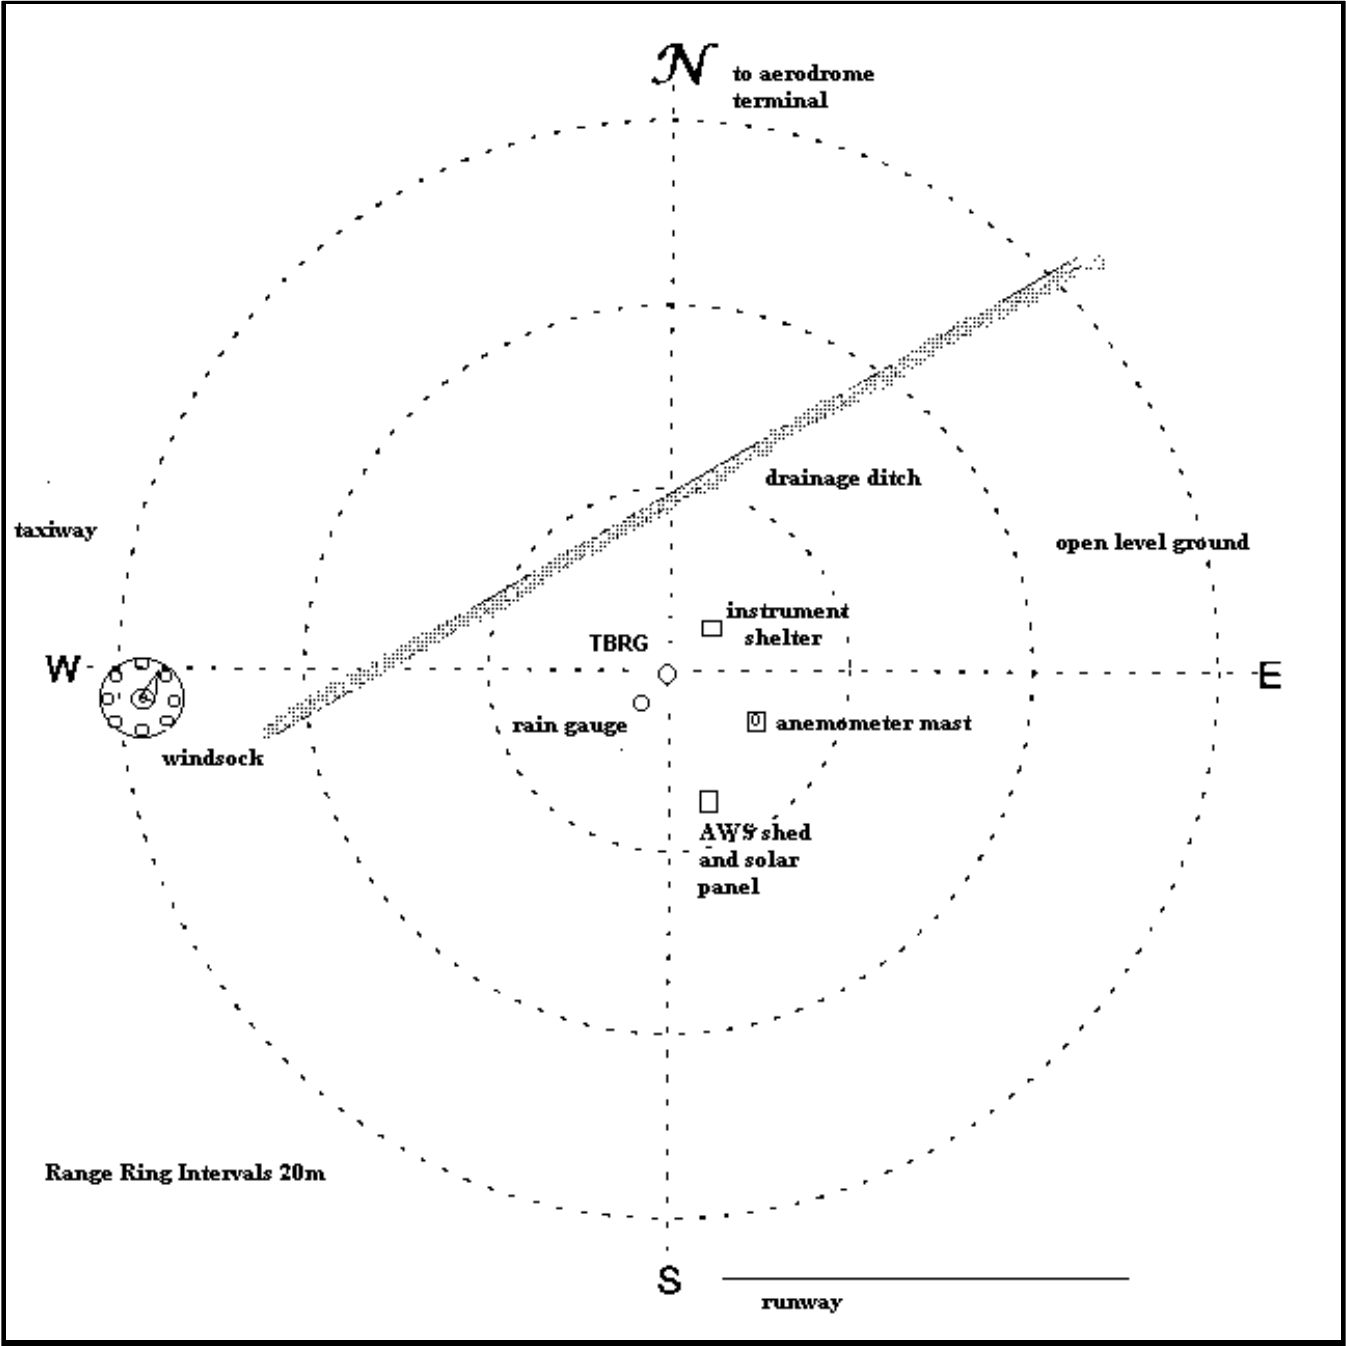 N
to aerodrome
terminal
drainage ditch
taxiway
open level ground
instrument
shelter
TBRG
W
E
rain gauge
0
anemometer mast
windsock
AWS shed
and solar
panel
Range Ring Intervals 20m
S
runway